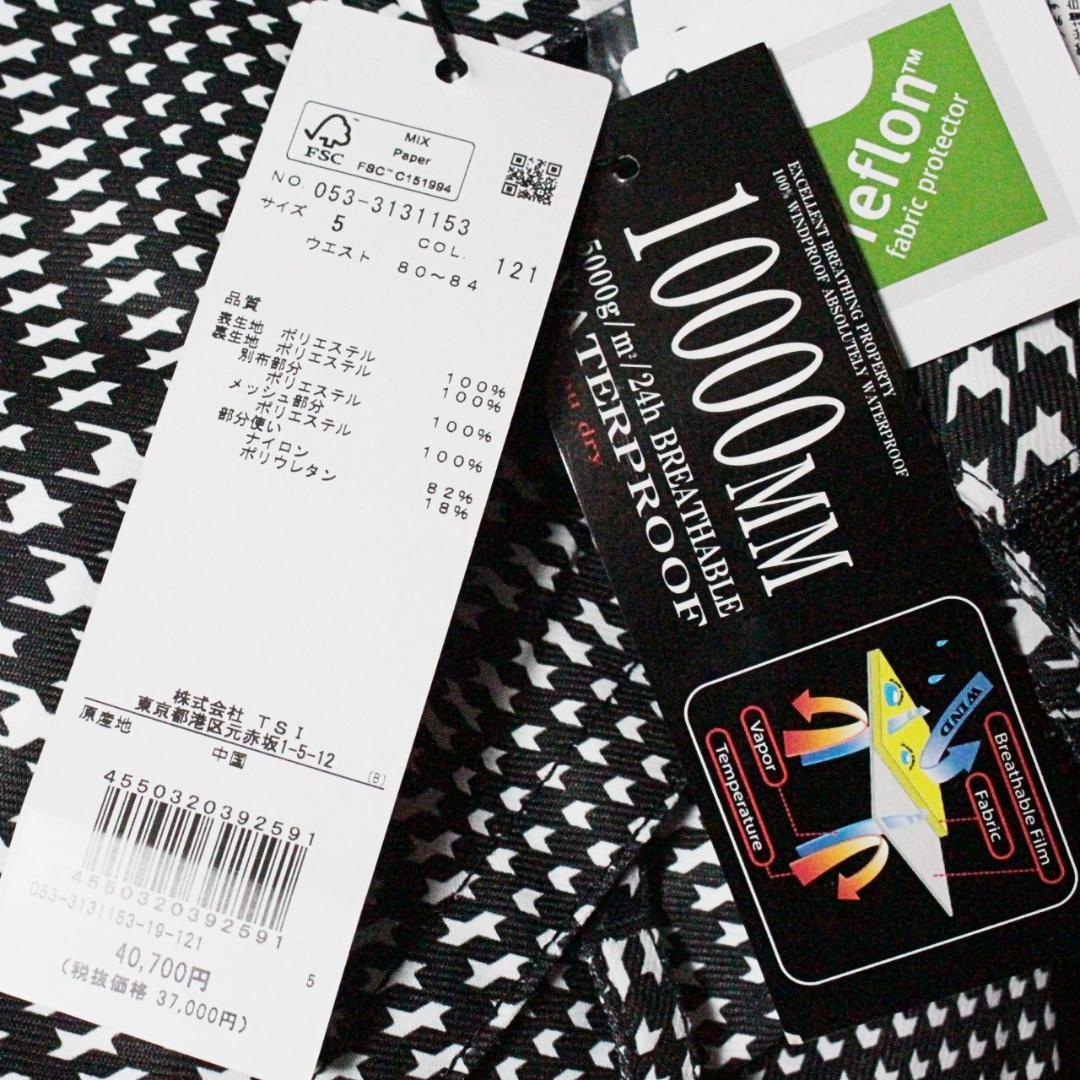 MIX
Paper
FSC™ C151994
FSC
NO. 053-3131153
サイズ 5 COL. 121
ウエスト 80～84
品質
表生地 ポリエステル 100%
裏生地 ポリエステル 100%
別布部分
ポリエステル 100%
メッシュ部分
ポリエステル 100%
部分使い
ナイロン 82%
ポリウレタン 18%
株式会社 TSI
東京都港区元赤坂1-5-12
原産地 中国 (B)
4550320392591
4550320392591
053-3131153-19-121
40,700円 5
(税抜価格 37,000円)
EXCELLENT BREATHING PROPERTY
100% WINDPROOF ABSOLUTELY WATERPROOF
10000MM
5000g/m²/24h BREATHABLE
WATERPROOF
you dry
WIND
Breathable Film
Fabric
Vapor
Temperature
Teflon™
fabric protector